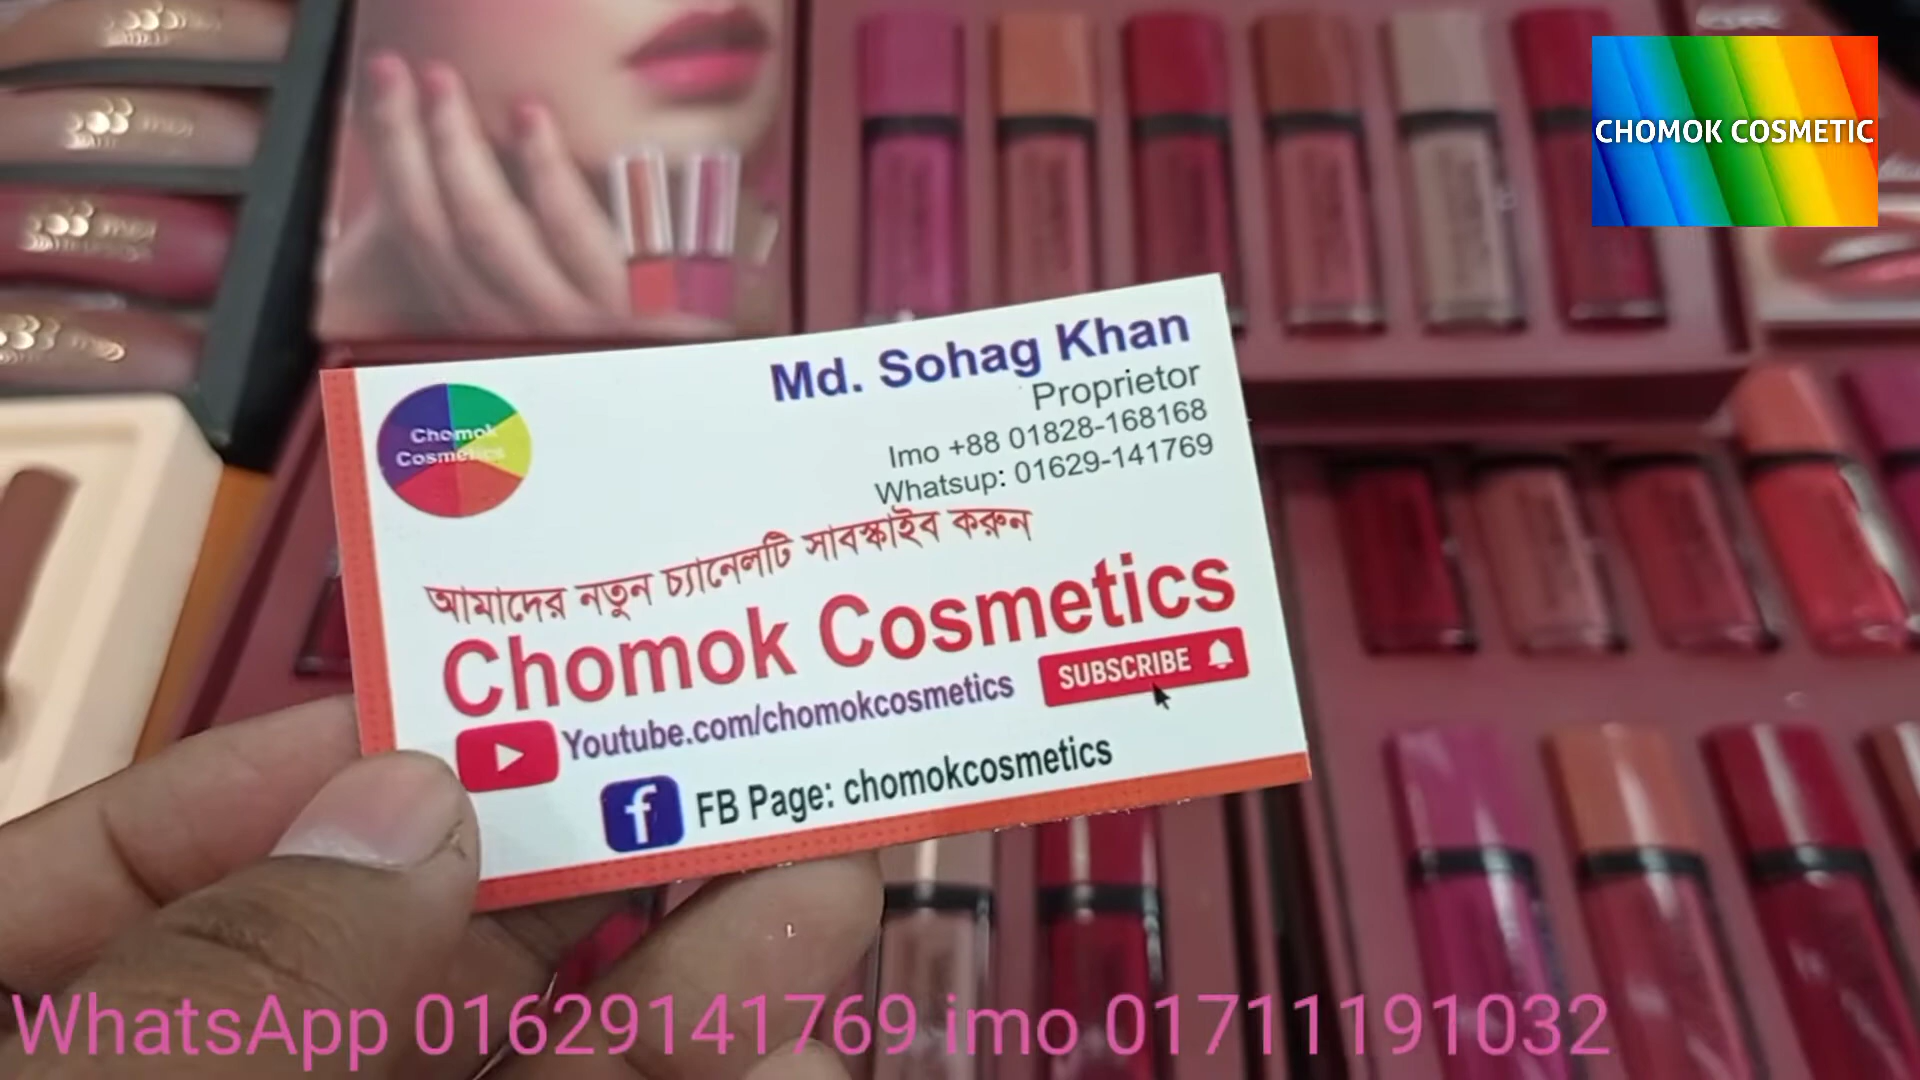 CHOMOK COSMETIC
Md. Sohag Khan
Proprietor
Imo +88 01828-168168
Whatsup: 01629-141769
Chomok
Cosmetics
আমাদের নতুন চ্যানেলটি সাবস্ক্রাইব করুন
Chomok Cosmetics
Youtube.com/chomokcosmetics
SUBSCRIBE
FB Page: chomokcosmetics
WhatsApp 01629141769 imo 01711191032